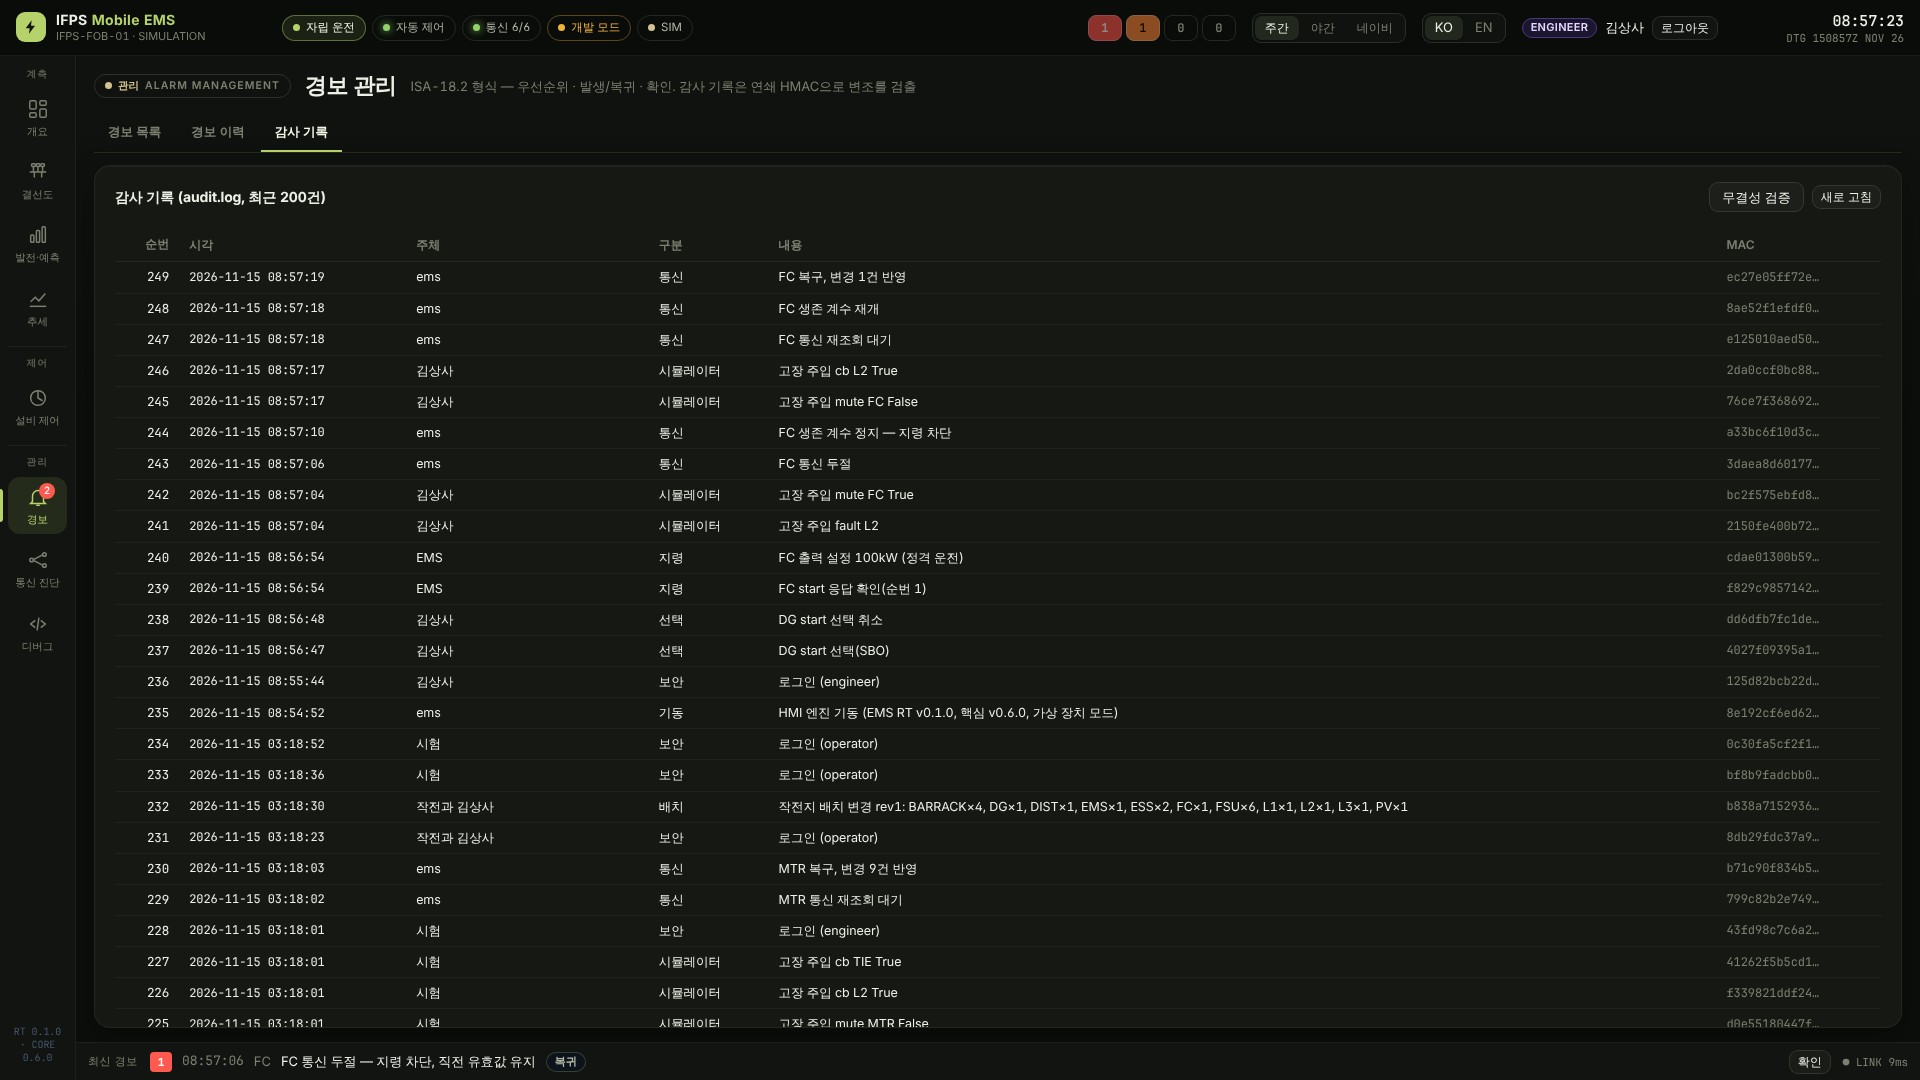 IFPS Mobile EMS
IFPS-FOB-01 · SIMULATION
자립 운전
자동 제어
통신 6/6
개발 모드
SIM
1 1 0 0
주간 야간 네이비
KO EN
ENGINEER 김상사 로그아웃
08:57:23
DTG 150857Z NOV 26
계측
개요
결선도
발전·예측
추세
제어
설비 제어
관리
2
경보
통신 진단
디버그
RT 0.1.0
· CORE
0.6.0
관리 ALARM MANAGEMENT
경보 관리
ISA-18.2 형식 — 우선순위 · 발생/복귀 · 확인. 감사 기록은 연쇄 HMAC으로 변조를 검출
경보 목록 경보 이력 감사 기록
감사 기록 (audit.log, 최근 200건)
무결성 검증 새로 고침
순번 시각 주체 구분 내용 MAC
249 2026-11-15 08:57:19 ems 통신 FC 복구, 변경 1건 반영 ec27e05ff72e…
248 2026-11-15 08:57:18 ems 통신 FC 생존 계수 재개 8ae52f1efdf0…
247 2026-11-15 08:57:18 ems 통신 FC 통신 재조회 대기 e125010aed50…
246 2026-11-15 08:57:17 김상사 시뮬레이터 고장 주입 cb L2 True 2da0ccf0bc88…
245 2026-11-15 08:57:17 김상사 시뮬레이터 고장 주입 mute FC False 76ce7f368692…
244 2026-11-15 08:57:10 ems 통신 FC 생존 계수 정지 — 지령 차단 a33bc6f10d3c…
243 2026-11-15 08:57:06 ems 통신 FC 통신 두절 3daea8d60177…
242 2026-11-15 08:57:04 김상사 시뮬레이터 고장 주입 mute FC True bc2f575ebfd8…
241 2026-11-15 08:57:04 김상사 시뮬레이터 고장 주입 fault L2 2150fe400b72…
240 2026-11-15 08:56:54 EMS 지령 FC 출력 설정 100kW (정격 운전) cdae01300b59…
239 2026-11-15 08:56:54 EMS 지령 FC start 응답 확인(순번 1) f829c9857142…
238 2026-11-15 08:56:48 김상사 선택 DG start 선택 취소 dd6dfb7fc1de…
237 2026-11-15 08:56:47 김상사 선택 DG start 선택(SBO) 4027f09395a1…
236 2026-11-15 08:55:44 김상사 보안 로그인 (engineer) 125d82bcb22d…
235 2026-11-15 08:54:52 ems 기동 HMI 엔진 기동 (EMS RT v0.1.0, 핵심 v0.6.0, 가상 장치 모드) 8e192cf6ed62…
234 2026-11-15 03:18:52 시험 보안 로그인 (operator) 0c30fa5cf2f1…
233 2026-11-15 03:18:36 시험 보안 로그인 (operator) bf8b9fadcbb0…
232 2026-11-15 03:18:30 작전과 김상사 배치 작전지 배치 변경 rev1: BARRACK×4, DG×1, DIST×1, EMS×1, ESS×2, FC×1, FSU×6, L1×1, L2×1, L3×1, PV×1 b838a7152936…
231 2026-11-15 03:18:23 작전과 김상사 보안 로그인 (operator) 8db29fdc37a9…
230 2026-11-15 03:18:03 ems 통신 MTR 복구, 변경 9건 반영 b71c90f834b5…
229 2026-11-15 03:18:02 ems 통신 MTR 통신 재조회 대기 799c82b2e749…
228 2026-11-15 03:18:01 시험 보안 로그인 (engineer) 43fd98c7c6a2…
227 2026-11-15 03:18:01 시험 시뮬레이터 고장 주입 cb TIE True 41262f5b5cd1…
226 2026-11-15 03:18:01 시험 시뮬레이터 고장 주입 cb L2 True f339821ddf24…
225 2026-11-15 03:18:01 시험 시뮬레이터 고장 주입 mute MTR False d0e55180447f…
최신 경보 1 08:57:06 FC FC 통신 두절 — 지령 차단, 직전 유효값 유지 복귀
확인 LINK 9ms